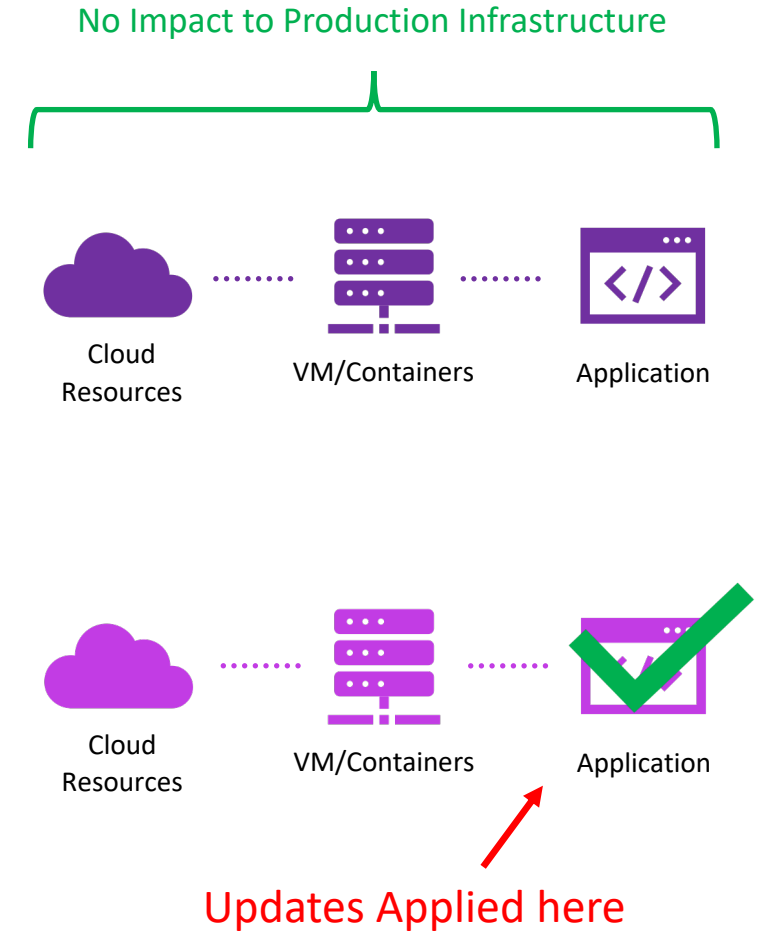 No Impact to Production Infrastructure
Cloud
Resources
VM/Containers
Application
Cloud
Resources
VM/Containers
Application
Updates Applied here